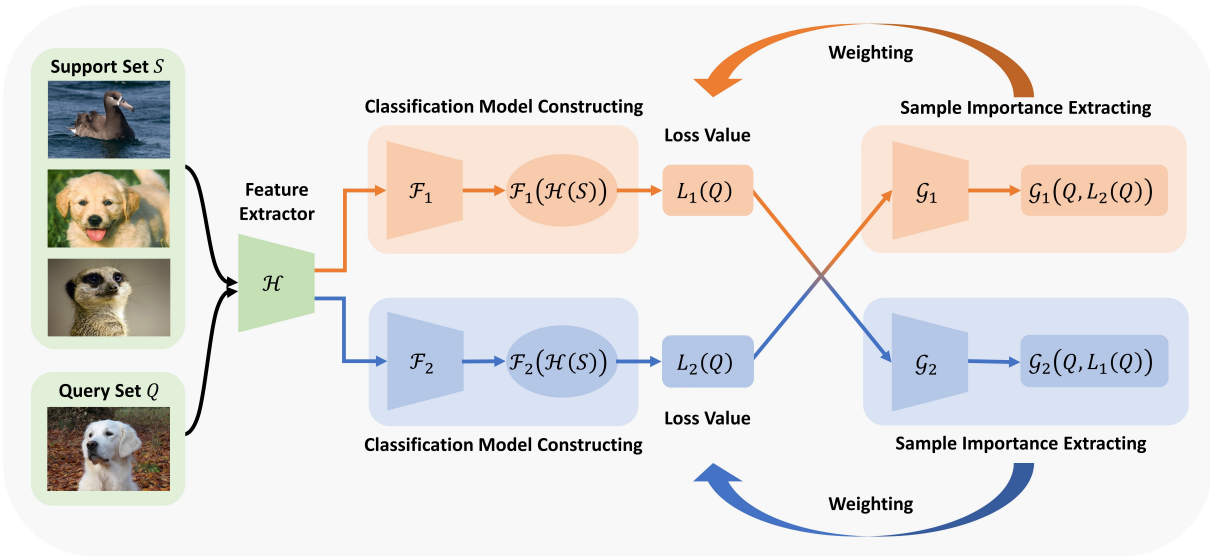 Support Set S
Query Set Q
Feature
Extractor
ℋ
Classification Model Constructing
ℱ₁
ℱ₁(ℋ(S))
Loss Value
L₁(Q)
Weighting
Sample Importance Extracting
𝒢₁
𝒢₁(Q, L₂(Q))
ℱ₂
ℱ₂(ℋ(S))
L₂(Q)
𝒢₂
𝒢₂(Q, L₁(Q))
Classification Model Constructing
Loss Value
Sample Importance Extracting
Weighting